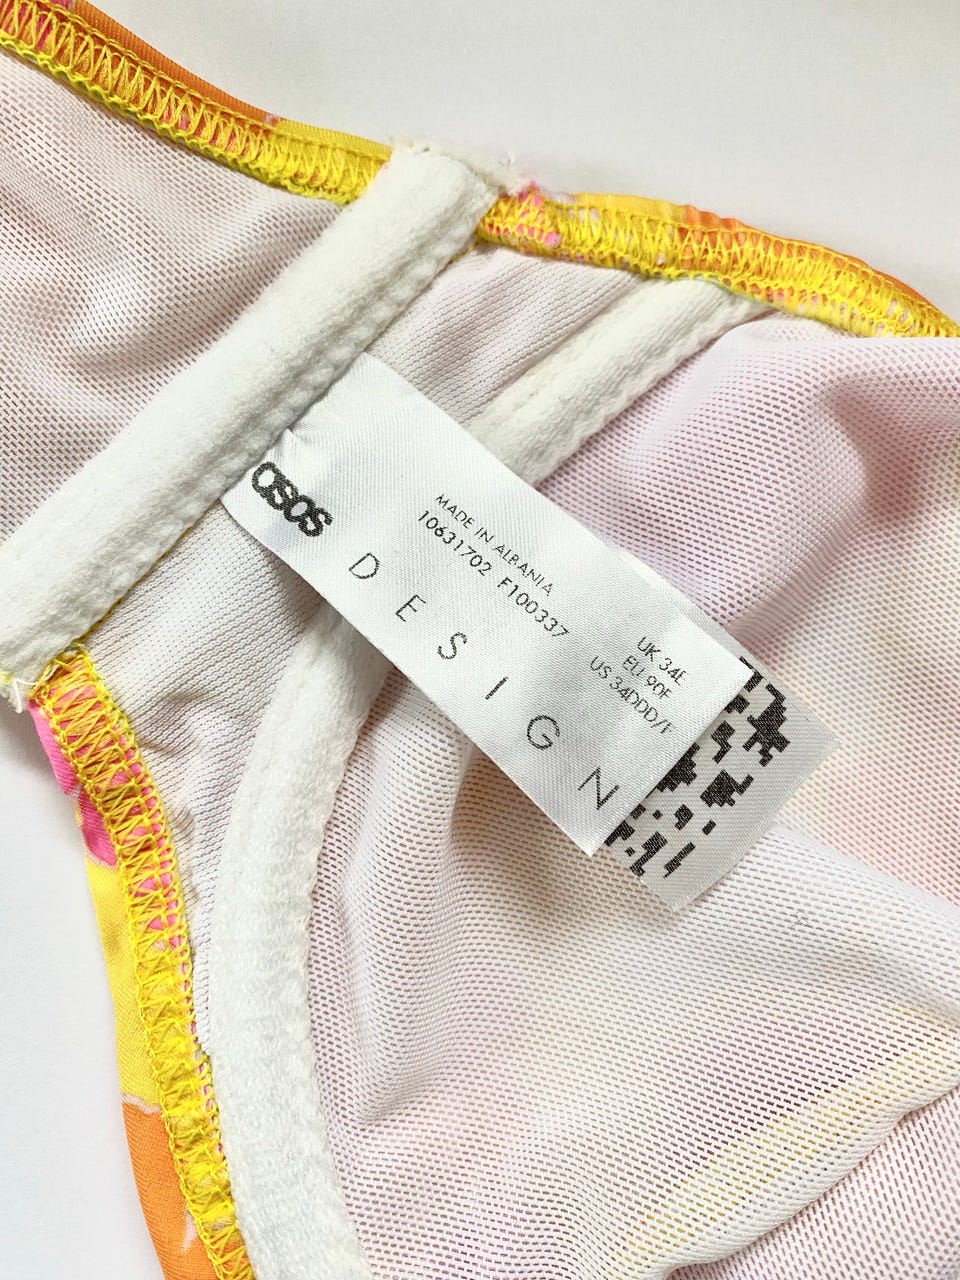 asos
DESIGN
MADE IN ALBANIA
10631702 F100337
UK 34E
EU 90F
US 34DDD/F